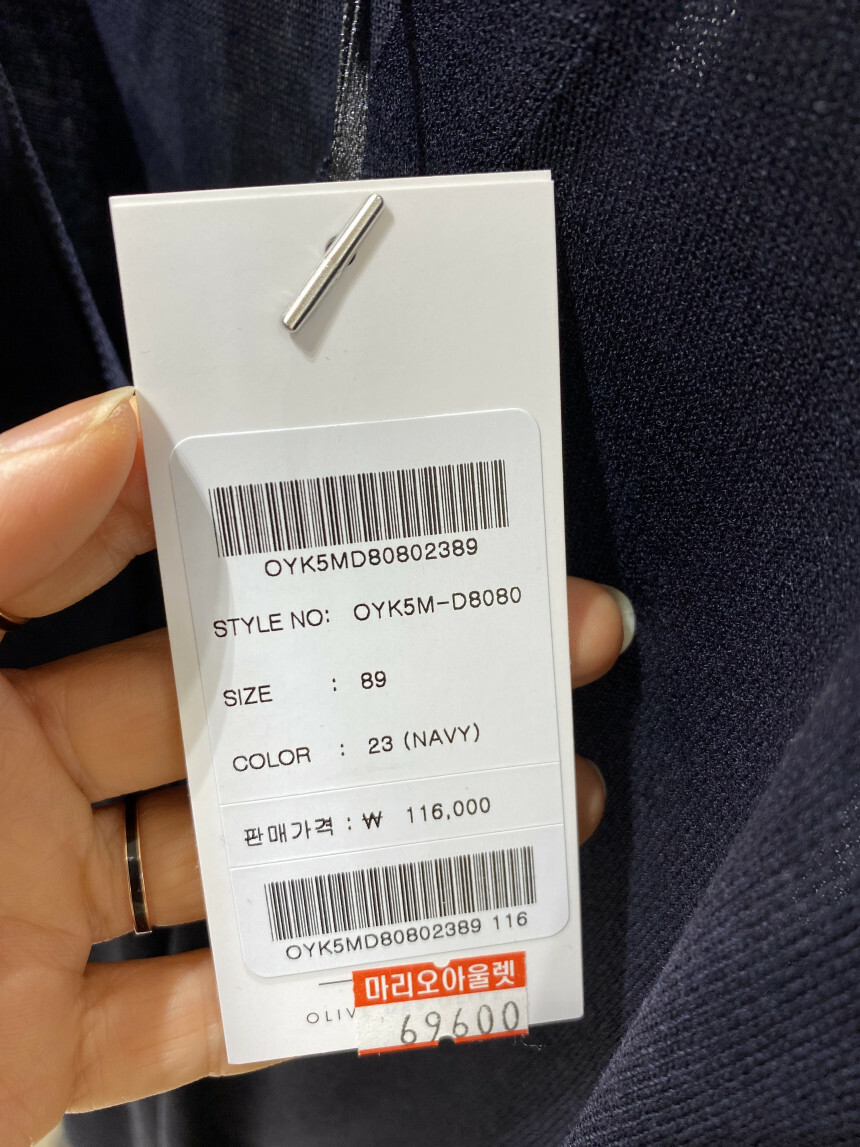 OYK5MD80802389
STYLE NO: OYK5M-D8080
SIZE : 89
COLOR : 23 (NAVY)
판매가격 : ₩ 116,000
OYK5MD80802389 116
마리오아울렛
OLIV
69600